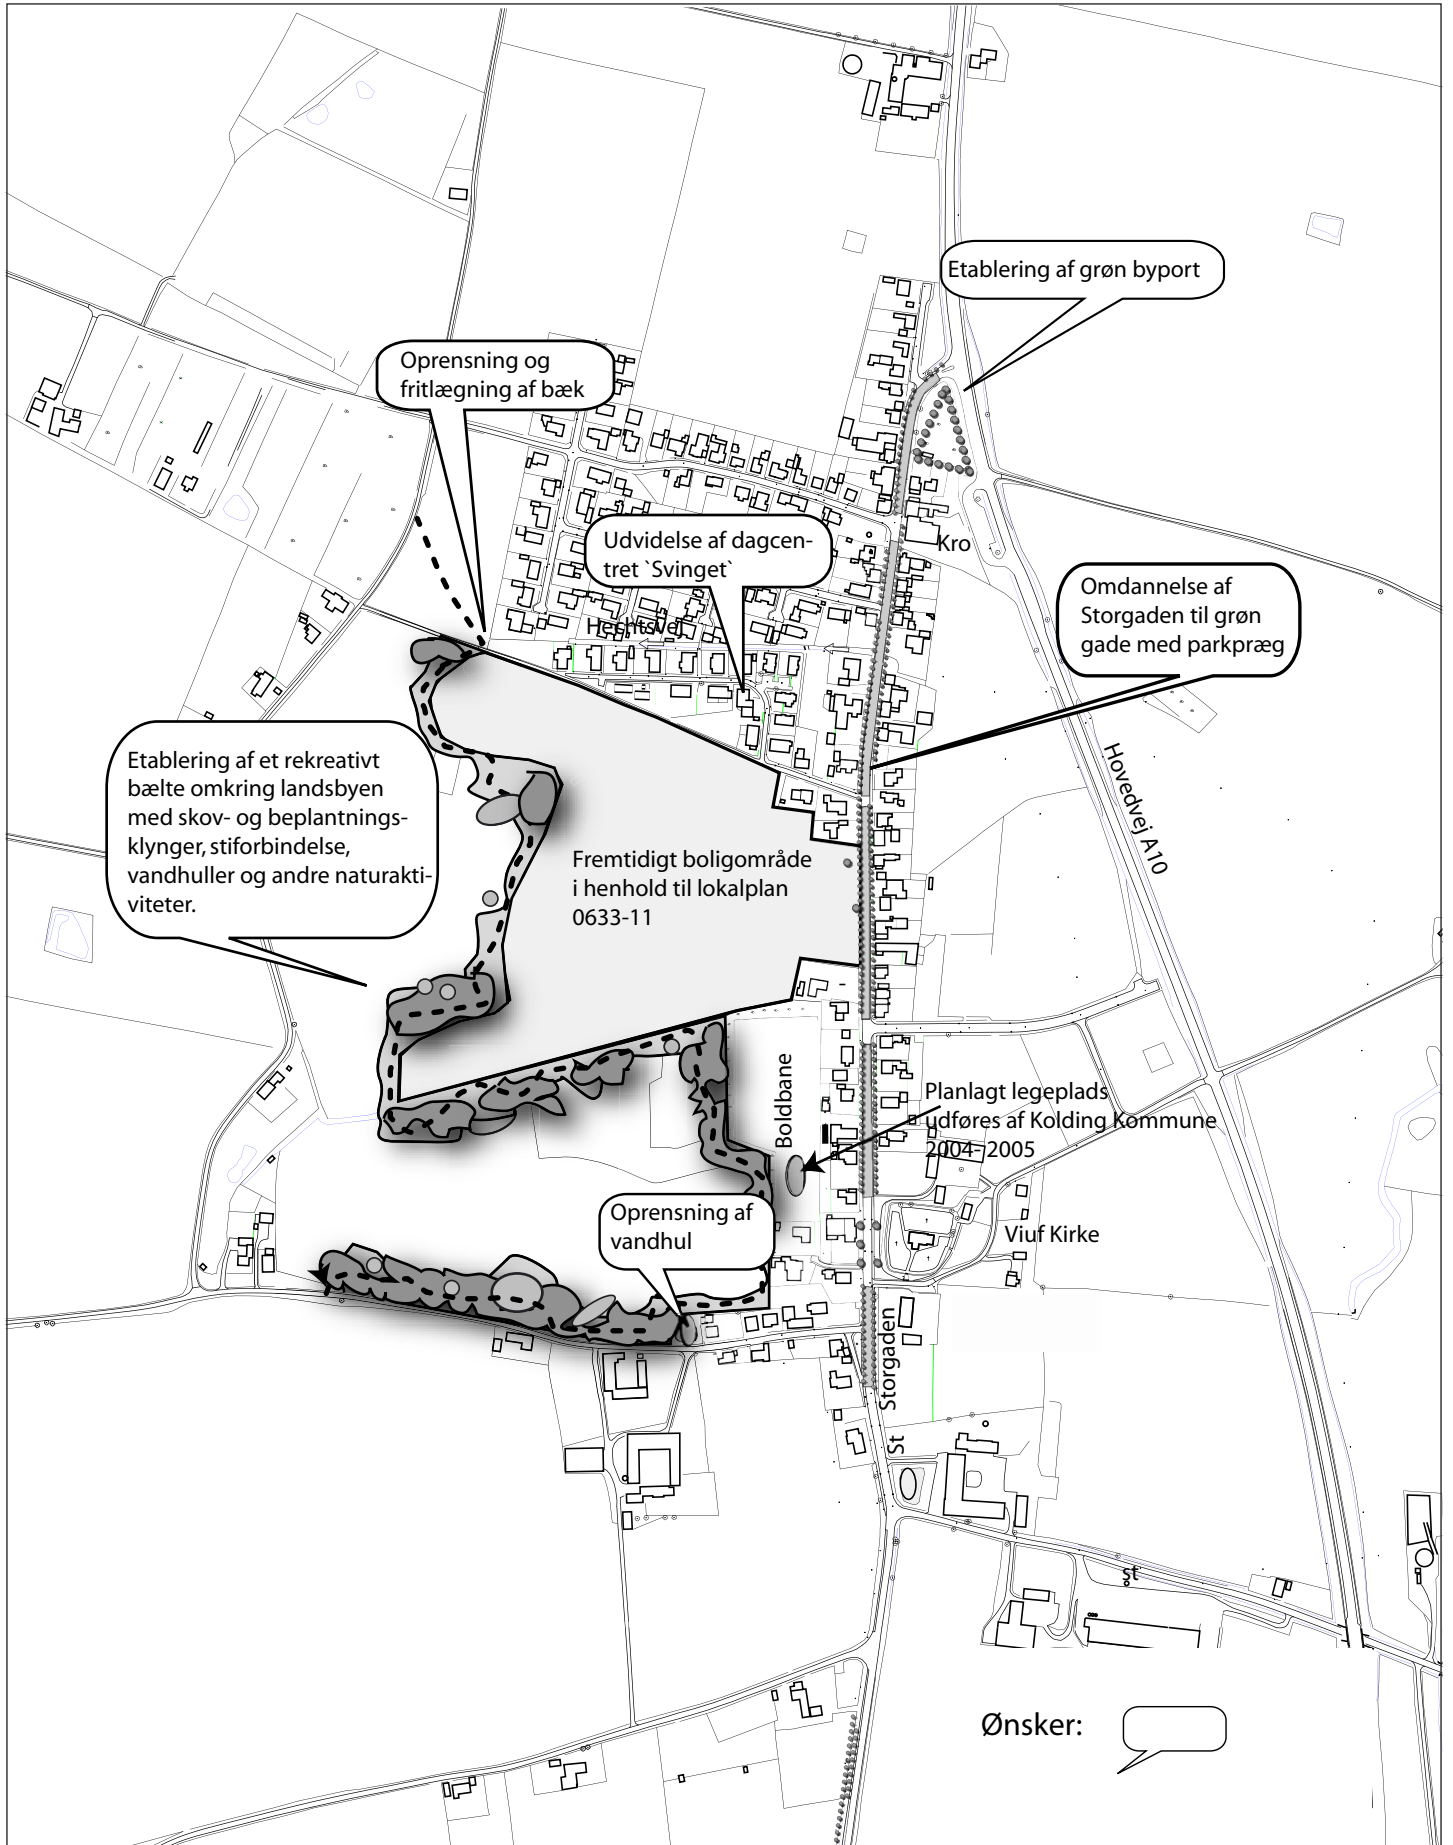 Etablering af grøn byport
Oprensning og
fritlægning af bæk
Udvidelse af dagcen-
tret `Svinget`
Kro
Omdannelse af
Storgaden til grøn
gade med parkpræg
Hechtsvej
Hovedvej A10
Etablering af et rekreativt
bælte omkring landsbyen
med skov- og beplantnings-
klynger, stiforbindelse,
vandhuller og andre naturakti-
viteter.
Fremtidigt boligområde
i henhold til lokalplan
0633-11
Boldbane
Planlagt legeplads
udføres af Kolding Kommune
2004-2005
Oprensning af
vandhul
Viuf Kirke
Storgaden
St
st
Ønsker: